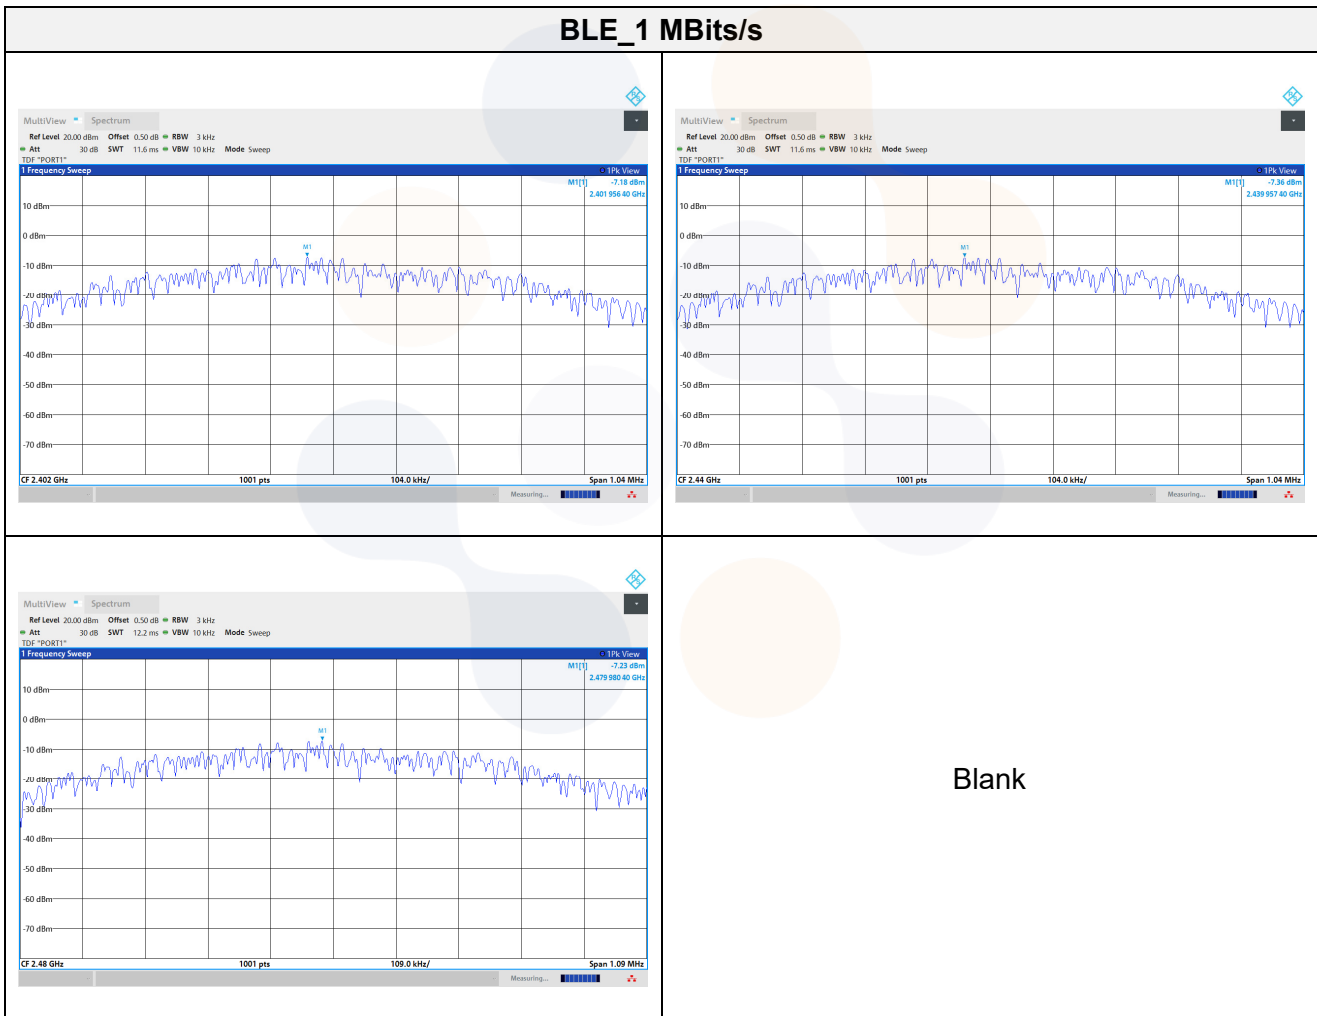 BLE_1 MBits/s
MultiView Spectrum
Ref Level 20.00 dBm Offset 0.50 dB RBW 3 kHz
Att 30 dB SWT 11.6 ms VBW 10 kHz Mode Sweep
TDF "PORT1"
1 Frequency Sweep 1Pk View
M1[1] -7.18 dBm
2.401 956 40 GHz
10 dBm
0 dBm
M1
-10 dBm
-20 dBm
-30 dBm
-40 dBm
-50 dBm
-60 dBm
-70 dBm
CF 2.402 GHz 1001 pts 104.0 kHz/ Span 1.04 MHz
Measuring...
MultiView Spectrum
Ref Level 20.00 dBm Offset 0.50 dB RBW 3 kHz
Att 30 dB SWT 11.6 ms VBW 10 kHz Mode Sweep
TDF "PORT1"
1 Frequency Sweep 1Pk View
M1[1] -7.36 dBm
2.439 957 40 GHz
10 dBm
0 dBm
M1
-10 dBm
-20 dBm
-30 dBm
-40 dBm
-50 dBm
-60 dBm
-70 dBm
CF 2.44 GHz 1001 pts 104.0 kHz/ Span 1.04 MHz
Measuring...
MultiView Spectrum
Ref Level 20.00 dBm Offset 0.50 dB RBW 3 kHz
Att 30 dB SWT 12.2 ms VBW 10 kHz Mode Sweep
TDF "PORT1"
1 Frequency Sweep 1Pk View
M1[1] -7.23 dBm
2.479 980 40 GHz
10 dBm
0 dBm
M1
-10 dBm
-20 dBm
-30 dBm
-40 dBm
-50 dBm
-60 dBm
-70 dBm
CF 2.48 GHz 1001 pts 109.0 kHz/ Span 1.09 MHz
Measuring...
Blank